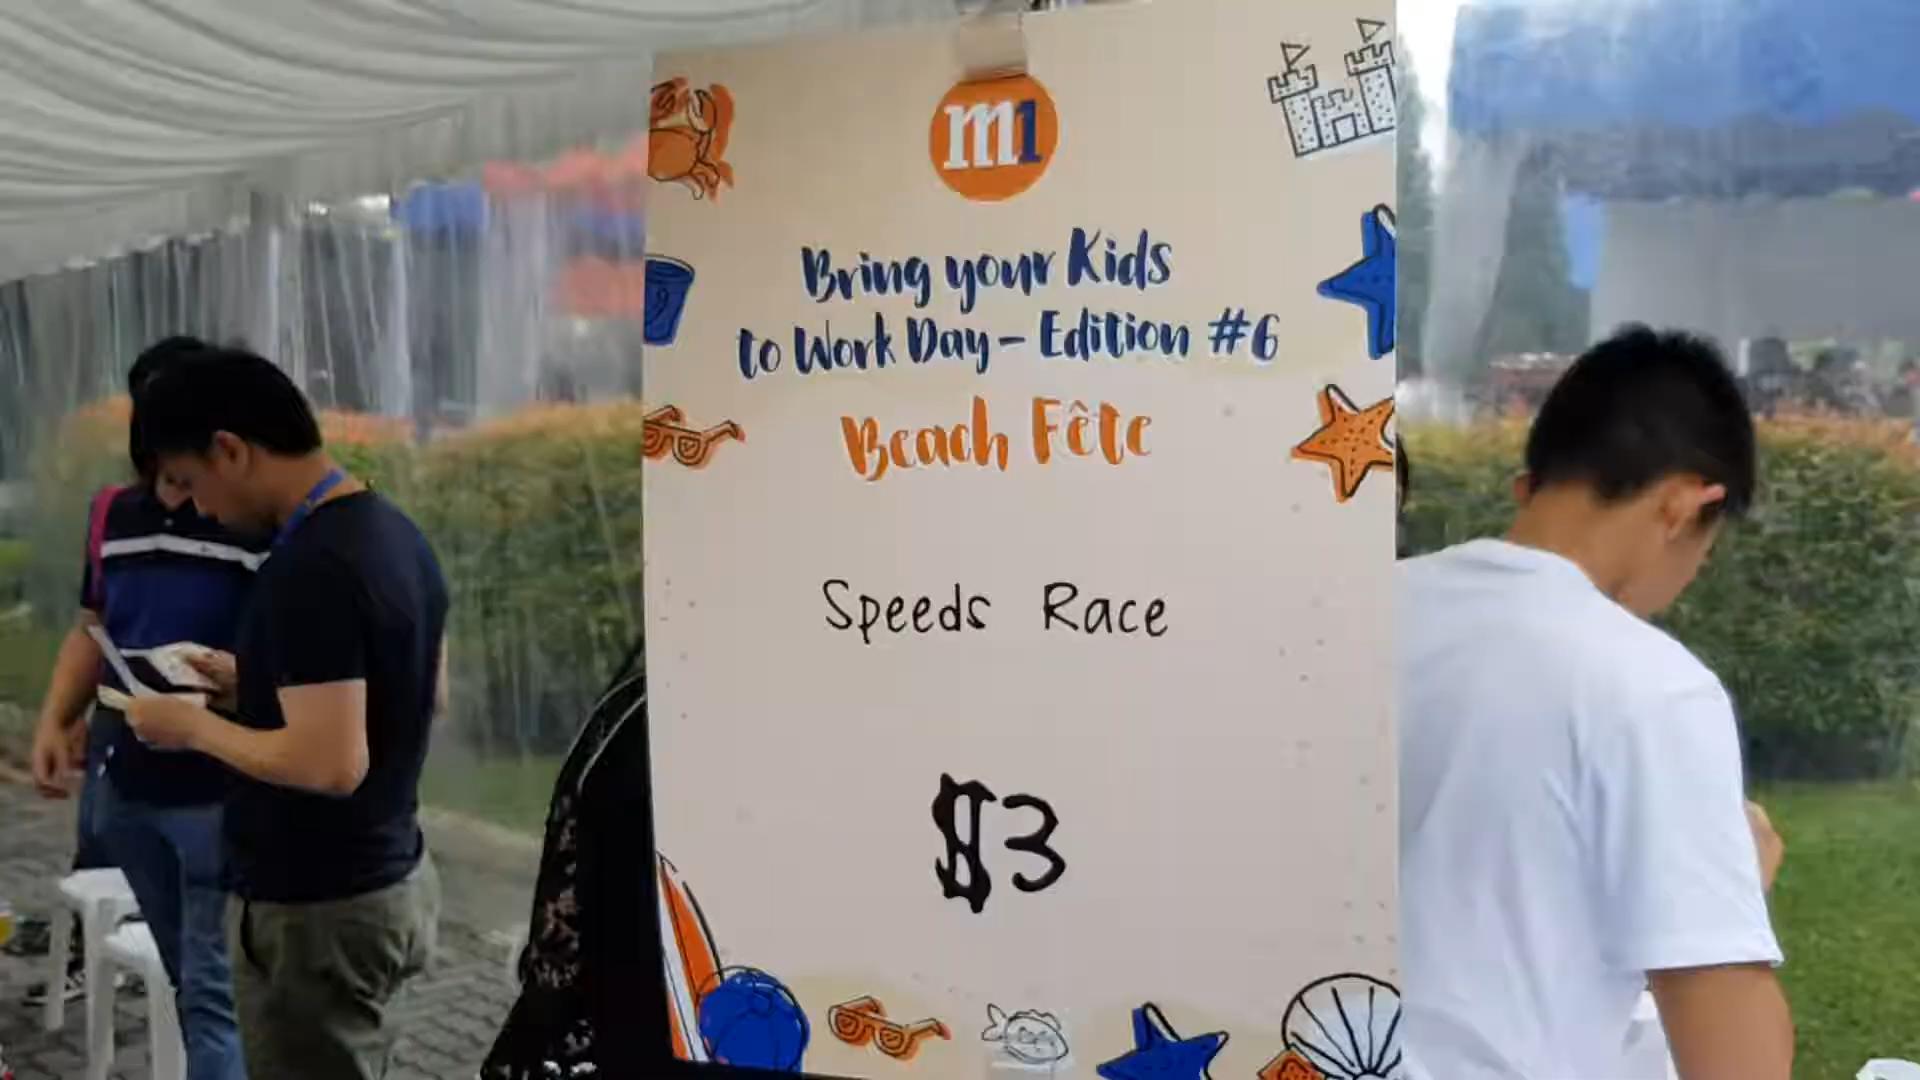 m1
Bring your Kids
to Work Day - Edition #6
Beach Fête
Speeds Race
$3